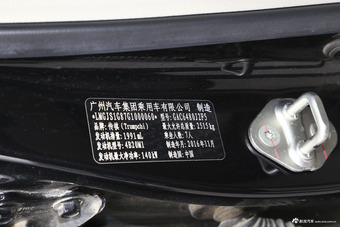 广州汽车集团乘用车有限公司 制造
*LMGJS1G87G1000060*
品牌: 传祺 (Trumpchi) 型号: GAC6480J2F5
发动机排量: 1991mL 最大允许总质量: 2515kg
发动机型号: 4B20M1 乘坐人数: 7人
发动机最大净功率: 140kW 制造年月: 2016年11月
制造国: 中国